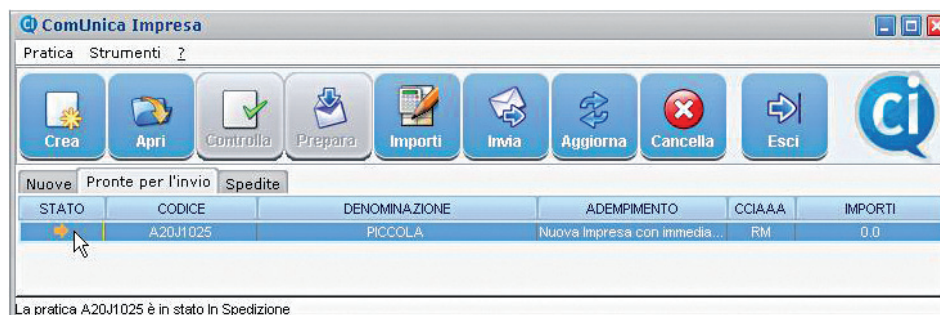 ComUnica Impresa
Pratica Strumenti ?
Crea Apri Controlla Prepara Importi Invia Aggiorna Cancella Esci Ci
Nuove Pronte per l'invio Spedite
STATO CODICE DENOMINAZIONE ADEMPIMENTO CCIAAA IMPORTI
A20J1025 PICCOLA Nuova Impresa con immedia... RM 0.0
La pratica A20J1025 è in stato In Spedizione